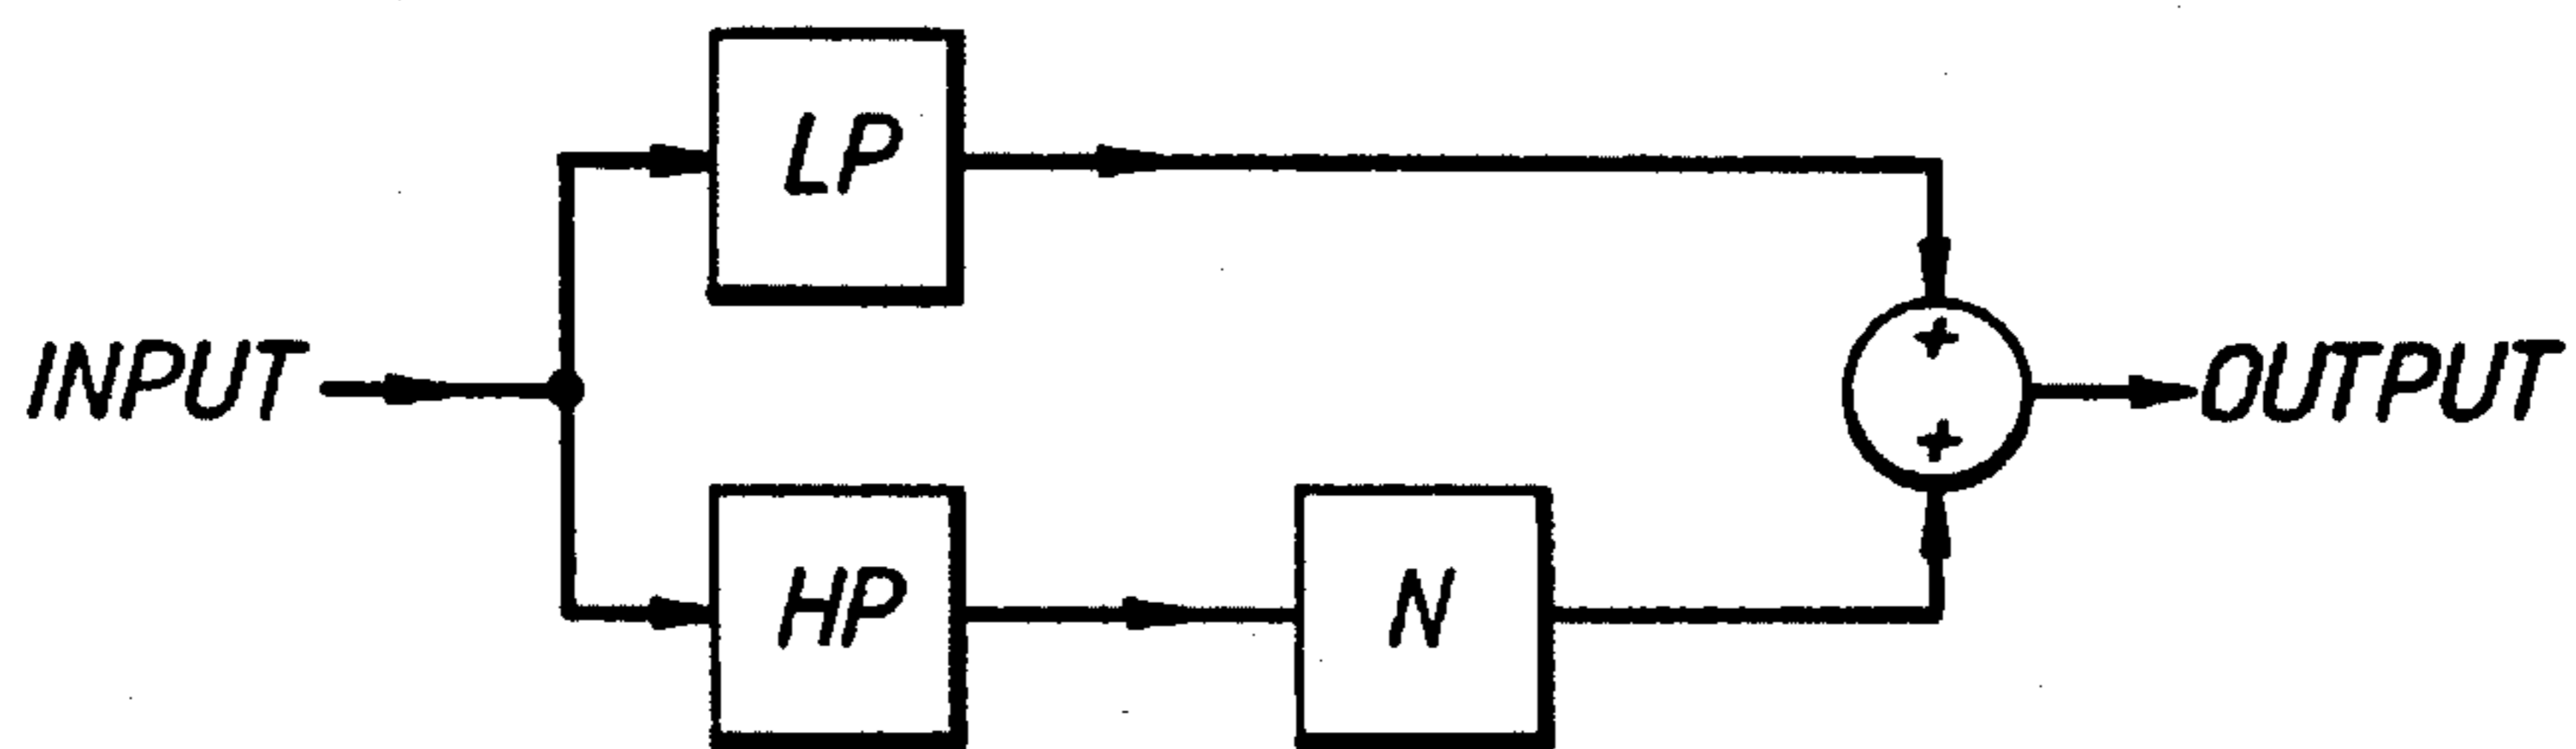 LP
INPUT
+
+
OUTPUT
HP
N